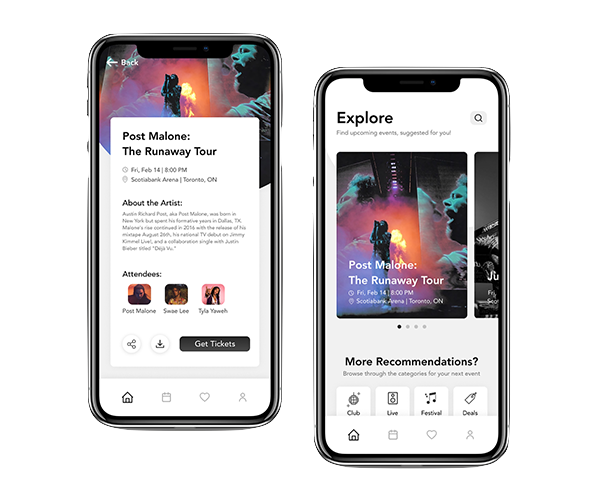 Back
Post Malone:
The Runaway Tour
Fri, Feb 14 | 8:00 PM
Scotiabank Arena | Toronto, ON
About the Artist:
Austin Richard Post, aka Post Malone, was born in
New York but spent his formative years in Dallas, TX.
Malone's rise continued in 2016 with the release of his
mixtape August 26th, his national TV debut on Jimmy
Kimmel Live!, and a collaboration single with Justin
Bieber titled "Deja Vu."
Attendees:
Post Malone
Swae Lee
Tyla Yaweh
Get Tickets
Explore
Find upcoming events, suggested for you!
Post Malone:
The Runaway Tour
Fri, Feb 14 | 8:00 PM
Scotiabank Arena | Toronto, ON
Ju
More Recommendations?
Browse through the categories for your next event
Club
Live
Festival
Deals